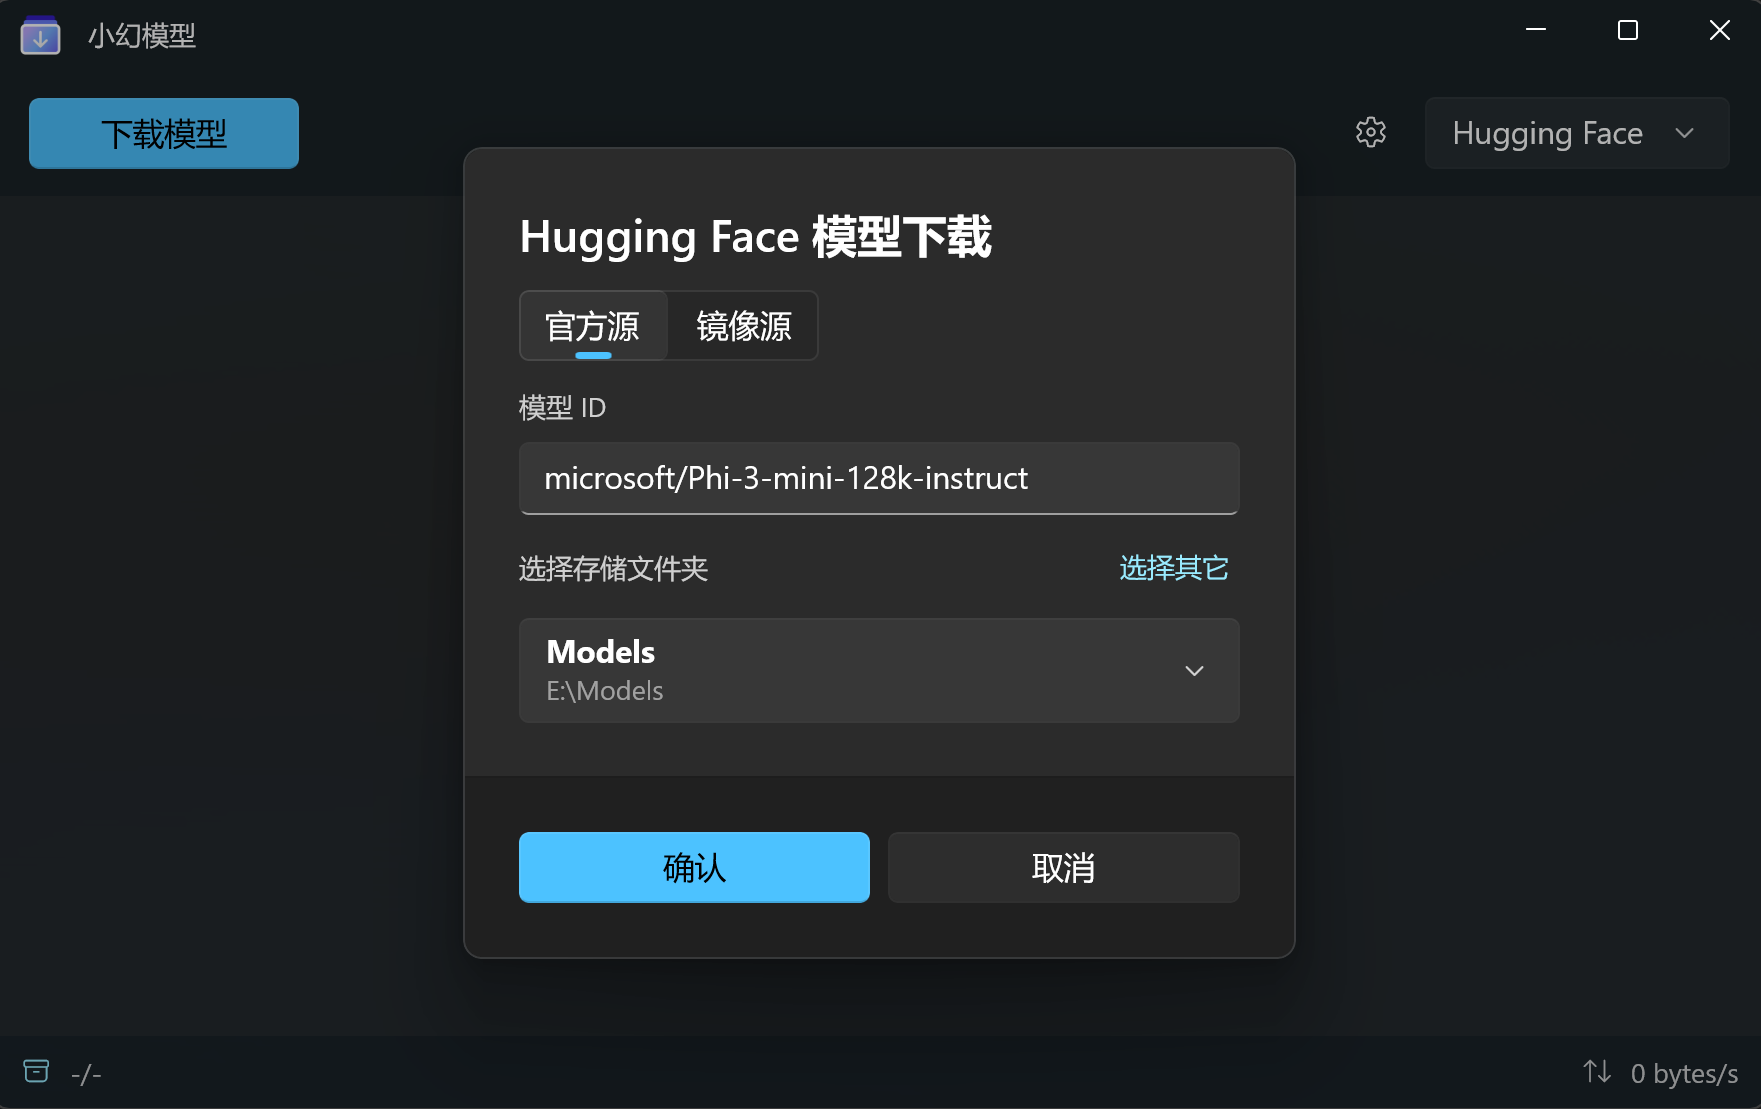 小幻模型
下载模型
Hugging Face
Hugging Face 模型下载
官方源 镜像源
模型 ID
microsoft/Phi-3-mini-128k-instruct
选择存储文件夹 选择其它
Models
E:\Models
确认 取消
-/- 0 bytes/s